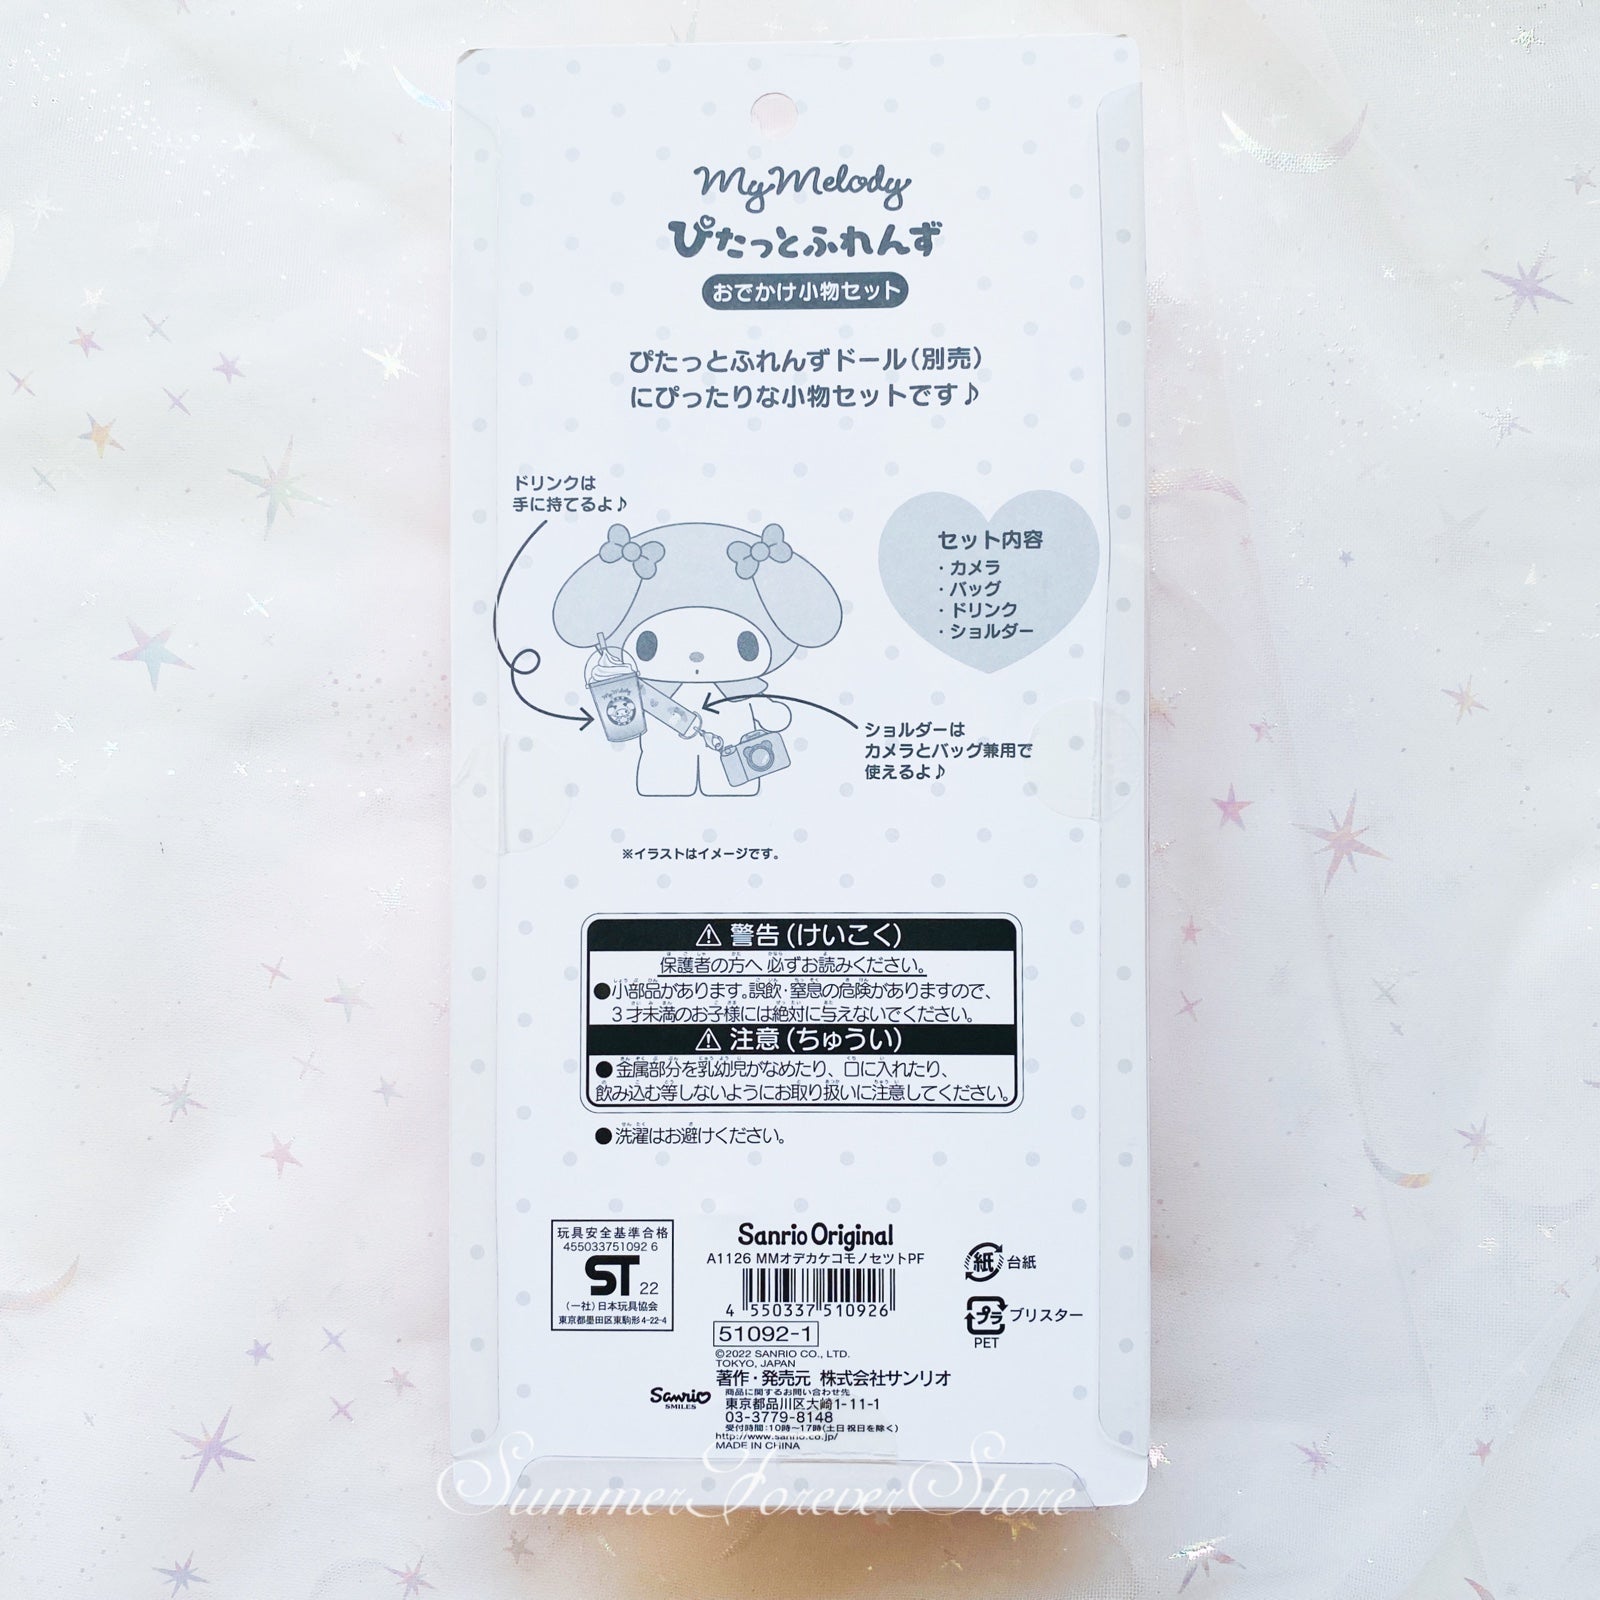 My Melody
ぴたっとふれんず
おでかけ小物セット
ぴたっとふれんずドール(別売)
にぴったりな小物セットです♪
ドリンクは
手に持てるよ♪
セット内容
・カメラ
・バッグ
・ドリンク
・ショルダー
My Melody
ショルダーは
カメラとバッグ兼用で
使えるよ♪
※イラストはイメージです。
⚠ 警告(けいこく)
保護者の方へ 必ずお読みください。
●小部品があります。誤飲・窒息の危険がありますので、
3才未満のお子様には絶対に与えないでください。
⚠ 注意(ちゅうい)
●金属部分を乳幼児がなめたり、口に入れたり、
飲み込む等しないようにお取り扱いに注意してください。
●洗濯はお避けください。
玩具安全基準合格
455033751092 6
ST 22
(一社)日本玩具協会
東京都墨田区東駒形4-22-4
Sanrio Original
A1126 MMオデカケコモノセットPF
4 550337 510926
51092-1
©2022 SANRIO CO., LTD.
TOKYO, JAPAN
著作・発売元 株式会社サンリオ
Sanrio
SMILES
商品に関するお問い合わせ先
東京都品川区大崎1-11-1
03-3779-8148
受付時間:10時〜17時(土日祝日を除く)
http://www.sanrio.co.jp/
MADE IN CHINA
紙 台紙
プラ ブリスター
PET
Summer Forever Store